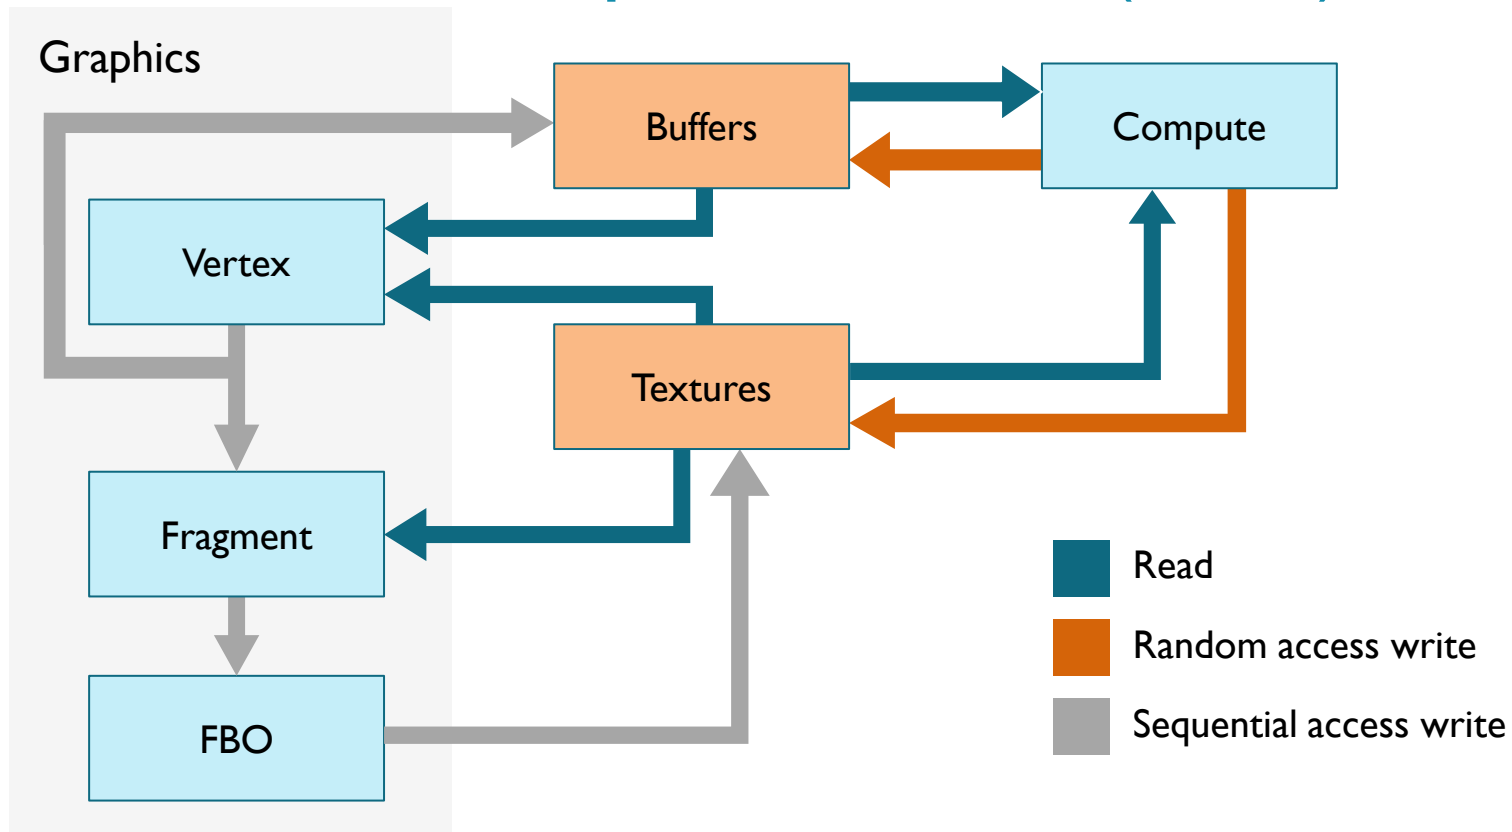 Graphics
Buffers
Compute
Vertex
Textures
Fragment
FBO
Read
Random access write
Sequential access write